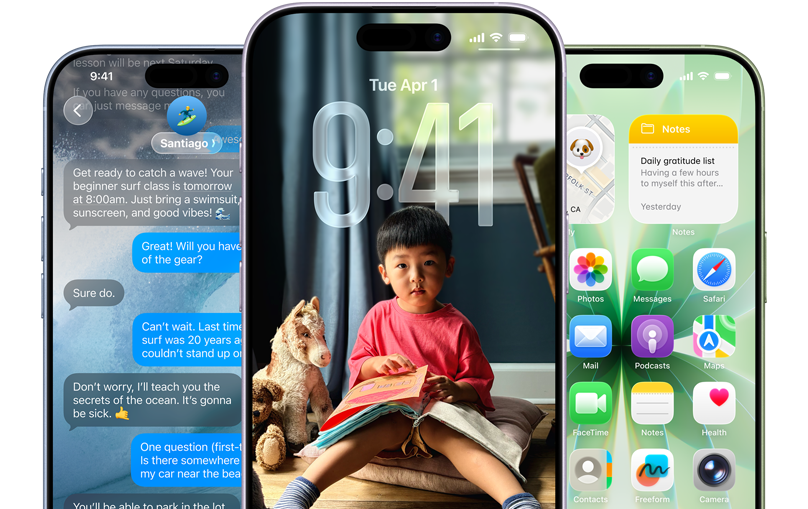 lesson will be next Saturday.
9:41
If you have any questions, you
just message
Santiago
Get ready to catch a wave! Your
beginner surf class is tomorrow
at 8:00am. Just bring a swimsuit,
sunscreen, and good vibes! 🌊
Great! Will you have
of the gear?
Sure do.
Can't wait. Last time
surf was 20 years
couldn't stand up
Don't worry, I'll teach you the
secrets of the ocean. It's gonna
be sick. 🤙
One question (first-
Is there somewhere
my car near the
You'll be able to park in the lot
Tue Apr 1
9:41
Notes
Daily gratitude list
Having a few hours
to myself this after...
Yesterday
CA
Notes
Photos
Messages
Safari
Mail
Podcasts
Maps
FaceTime
Notes
Health
Contacts
Freeform
Camera